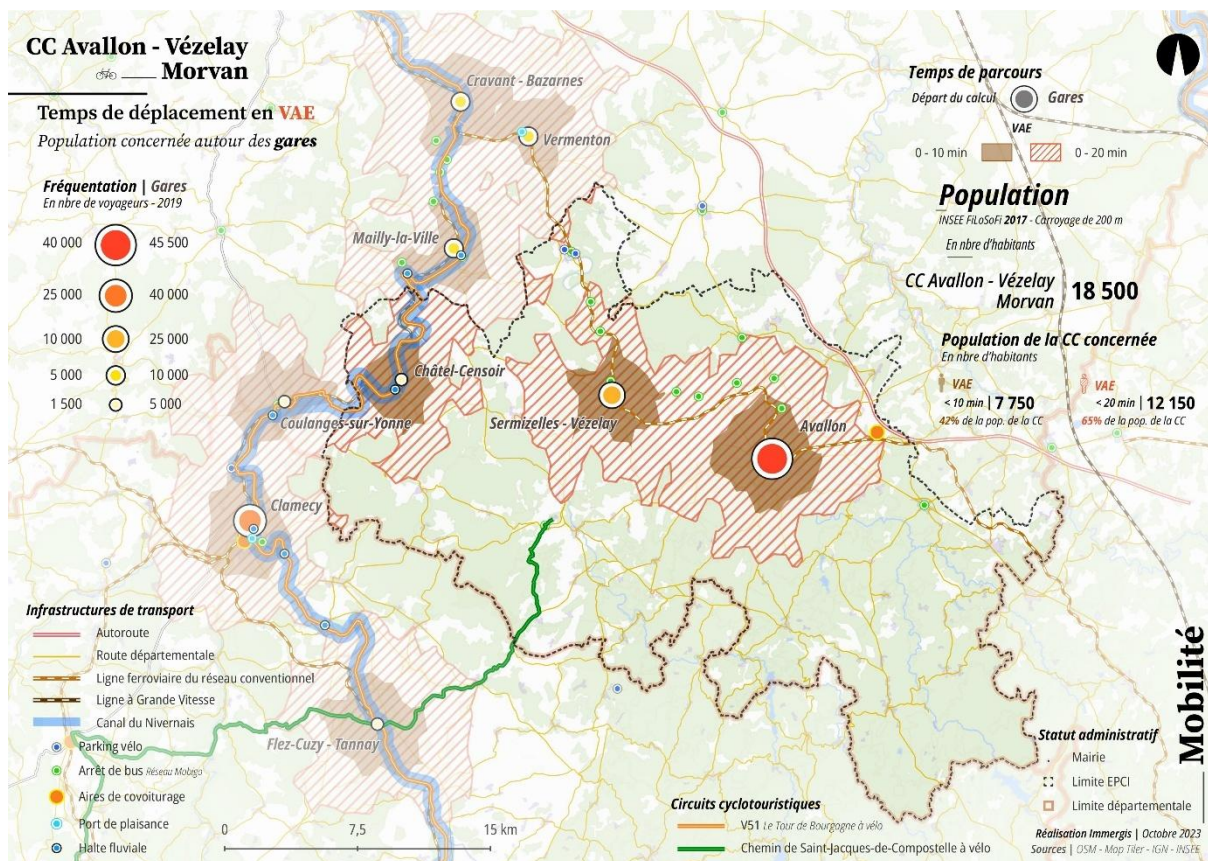 CC Avallon - Vézelay
Morvan
Temps de déplacement en VAE
Population concernée autour des gares
Fréquentation | Gares
En nbre de voyageurs - 2019
40 000 45 500
25 000 40 000
10 000 25 000
5 000 10 000
1 500 5 000
Temps de parcours
Départ du calcul Gares
VAE
0 - 10 min 0 - 20 min
Population
INSEE FiLoSoFi 2017 - Carroyage de 200 m
En nbre d'habitants
CC Avallon - Vézelay
Morvan 18 500
Population de la CC concernée
En nbre d'habitants
VAE VAE
< 10 min | 7 750 < 20 min | 12 150
42% de la pop. de la CC 65% de la pop. de la CC
Cravant - Bazarnes
Vermenton
Mailly-la-Ville
Châtel-Censoir
Coulanges-sur-Yonne
Sermizelles - Vézelay
Avallon
Clamecy
Flez-Cuzy - Tannay
Infrastructures de transport
Autoroute
Route départementale
Ligne ferroviaire du réseau conventionnel
Ligne à Grande Vitesse
Canal du Nivernais
Parking vélo
Arrêt de bus Réseau Mobigo
Aires de covoiturage
Port de plaisance
Halte fluviale
0 7,5 15 km
Circuits cyclotouristiques
V51 Le Tour de Bourgogne à vélo
Chemin de Saint-Jacques-de-Compostelle à vélo
Mobilité
Statut administratif
Mairie
Limite EPCI
Limite départementale
Réalisation Immergis | Octobre 2023
Sources | OSM - Map Tiler - IGN - INSEE